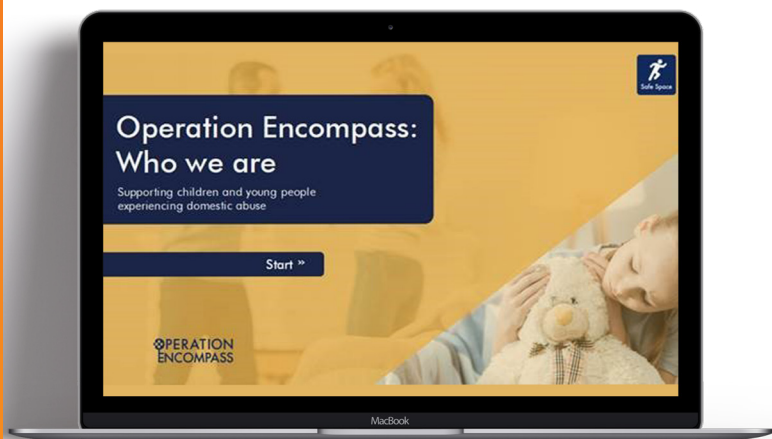 Safe Space
Operation Encompass:
Who we are
Supporting children and young people
experiencing domestic abuse
Start »
OPERATION
ENCOMPASS
MacBook